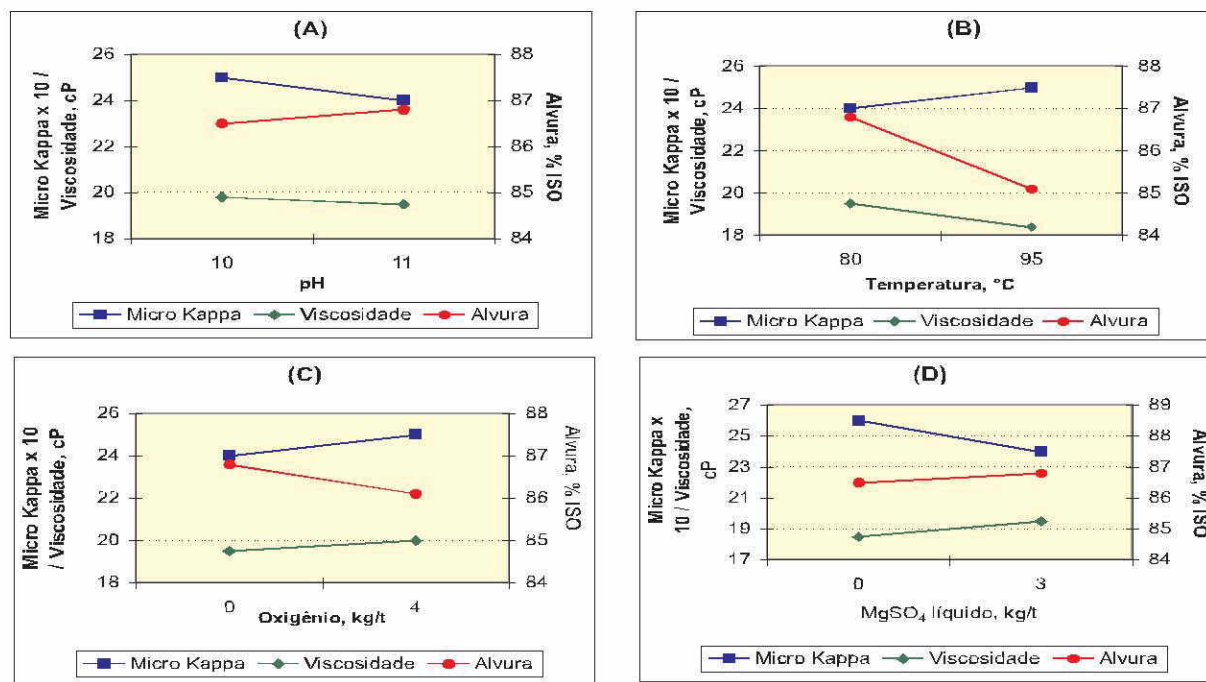 (A)
Micro Kappa x 10 /
Viscosidade, cP
26
24
22
20
18
88
87
86
85
84
Alvura, % ISO
10
11
pH
Micro Kappa
Viscosidade
Alvura
(B)
Micro Kappa x 10 /
Viscosidade, cP
26
24
22
20
18
88
87
86
85
84
Alvura, % ISO
80
95
Temperatura, °C
Micro Kappa
Viscosidade
Alvura
(C)
Micro Kappa x 10
/ Viscosidade, cP
26
24
22
20
18
88
87
86
85
84
Alvura, % ISO
0
4
Oxigênio, kg/t
Micro Kappa
Viscosidade
Alvura
(D)
Micro Kappa x
10 / Viscosidade,
cP
27
25
23
21
19
17
89
88
87
86
85
84
Alvura, % ISO
0
3
MgSO₄ líquido, kg/t
Micro Kappa
Viscosidade
Alvura